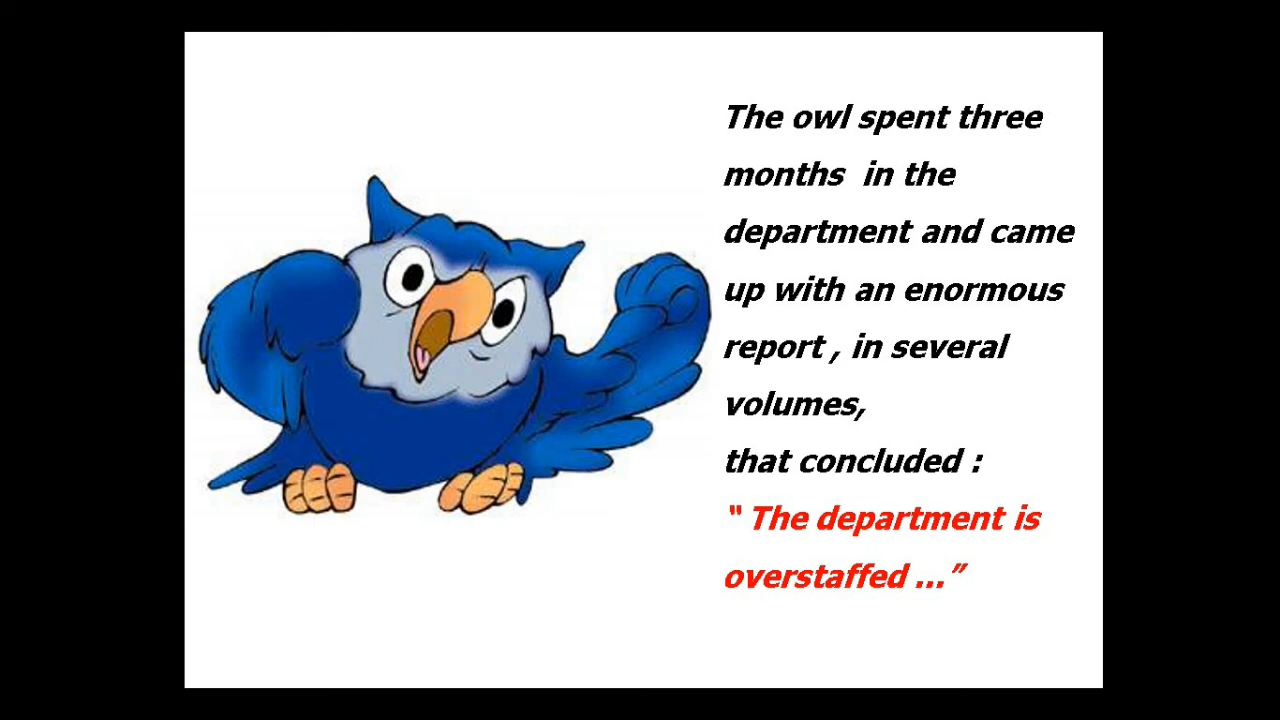 The owl spent three
months  in the
department and came
up with an enormous
report , in several
volumes,
that concluded :
“ The department is
overstaffed ...”